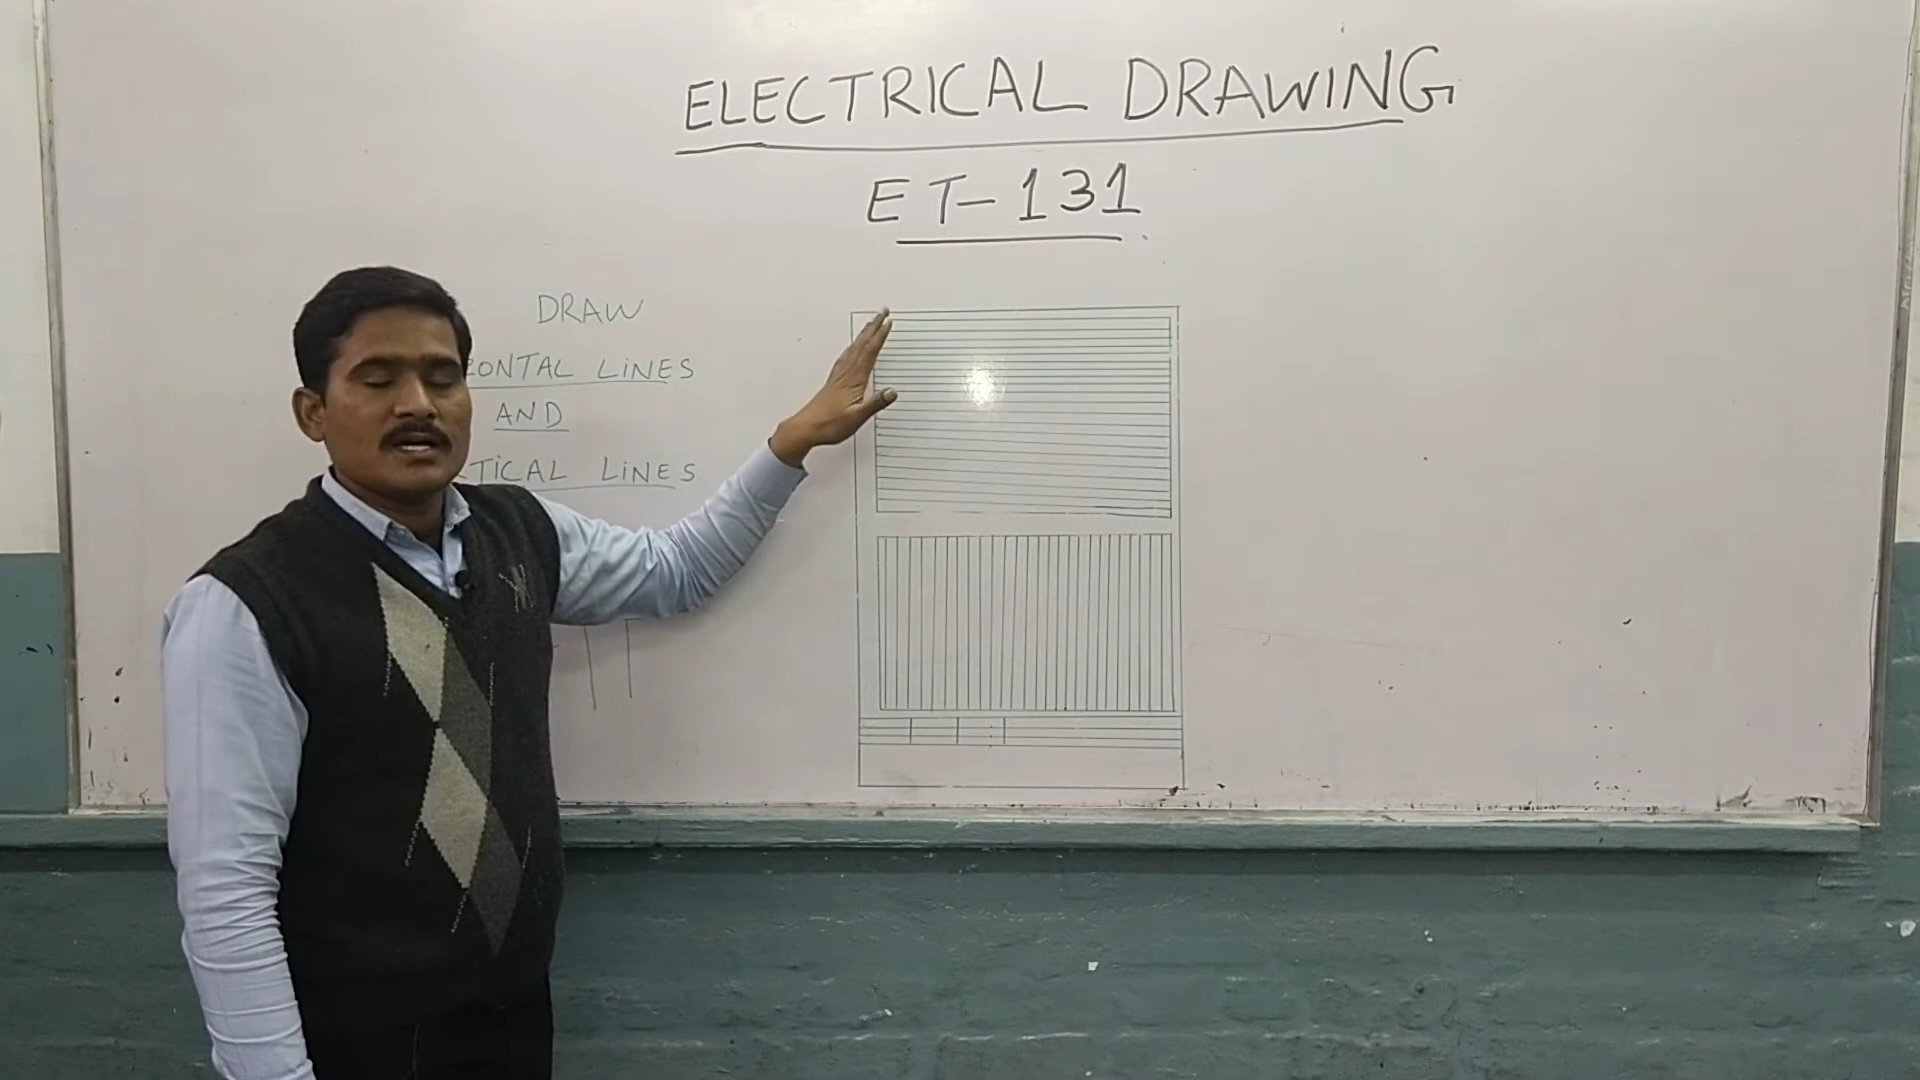 ELECTRICAL DRAWING
ET-131
DRAW
LINES
AND
LINES